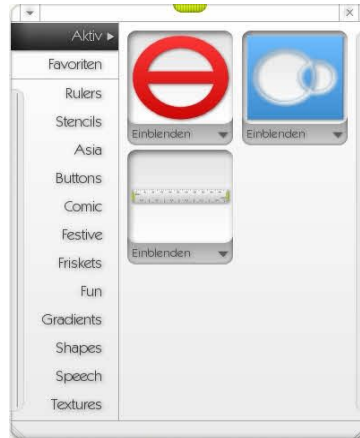 Aktiv
Favoriten
Rulers
Stencils
Asia
Buttons
Comic
Festive
Friskets
Fun
Gradients
Shapes
Speech
Textures
Einblenden
Einblenden
Einblenden